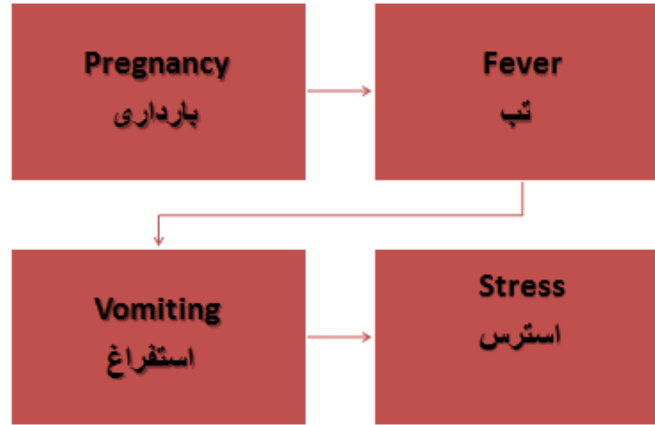 Pregnancy
بارداری
Fever
تب
Vomiting
استفراغ
Stress
استرس